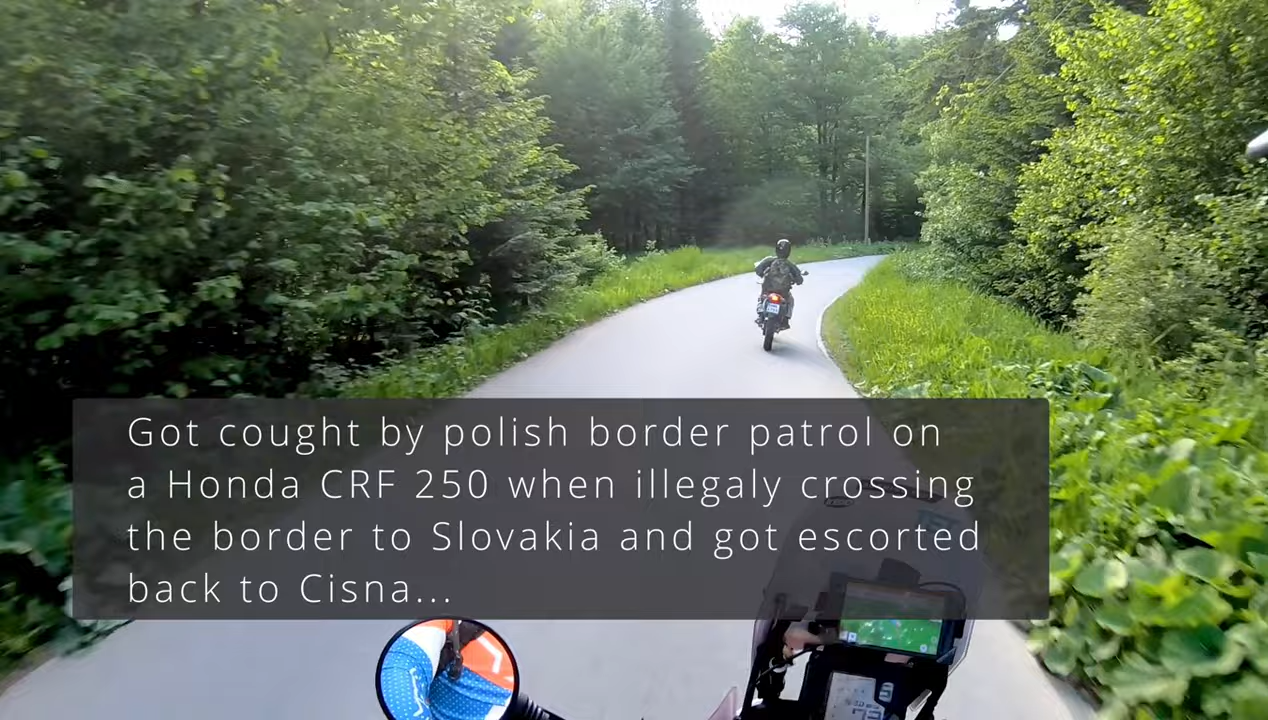 Got cought by polish border patrol on
a Honda CRF 250 when illegaly crossing
the border to Slovakia and got escorted
back to Cisna...